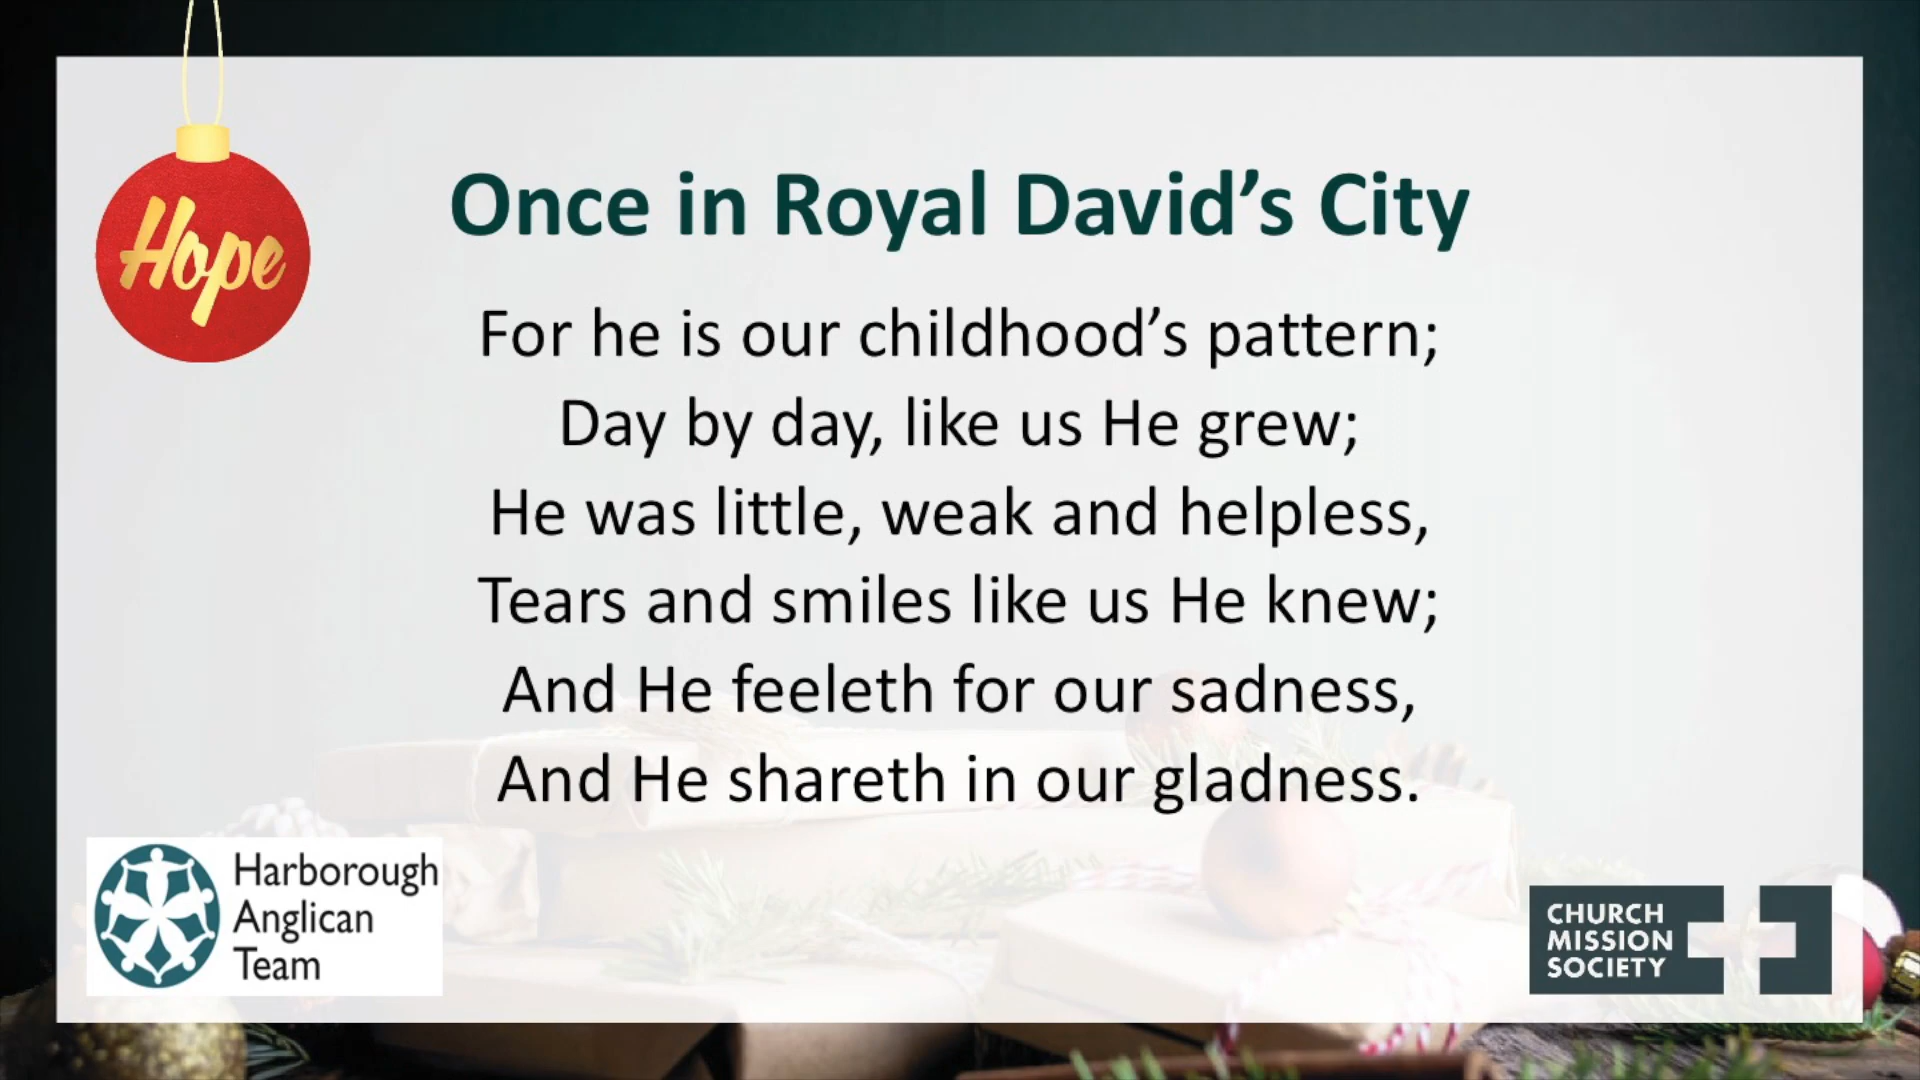 Hope
Once in Royal David’s City
For he is our childhood’s pattern;
Day by day, like us He grew;
He was little, weak and helpless,
Tears and smiles like us He knew;
And He feeleth for our sadness,
And He shareth in our gladness.
Harborough
Anglican
Team
CHURCH
MISSION
SOCIETY